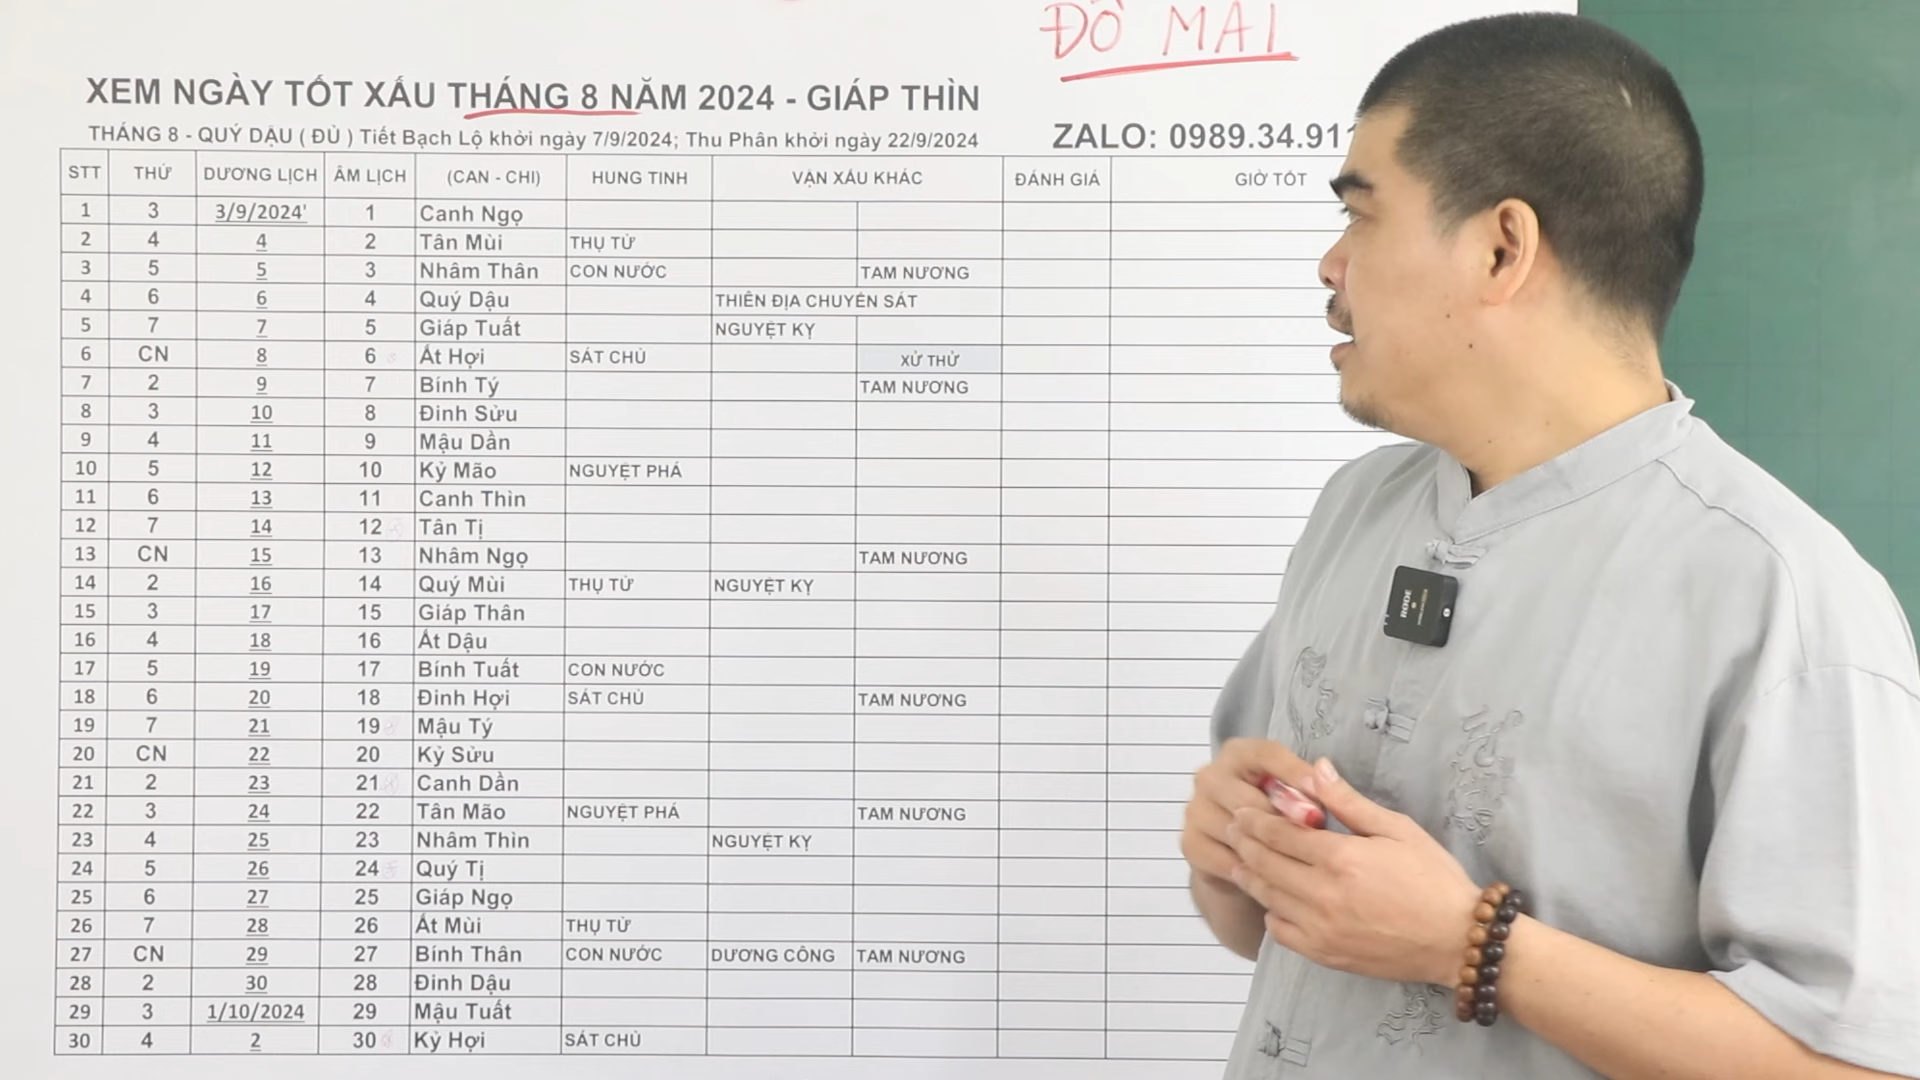 ĐỖ MAI
XEM NGÀY TỐT XẤU THÁNG 8 NĂM 2024 - GIÁP THÌN
THÁNG 8 - QUÝ DẬU ( ĐỦ ) Tiết Bạch Lộ khởi ngày 7/9/2024; Thu Phân khởi ngày 22/9/2024
ZALO: 0989.34.911
STT THỨ DƯƠNG LỊCH ÂM LỊCH (CAN - CHI) HUNG TINH VẬN XẤU KHÁC ĐÁNH GIÁ GIỜ TỐT
1 3 3/9/2024' 1 Canh Ngọ
2 4 4 2 Tân Mùi THỤ TỬ
3 5 5 3 Nhâm Thân CON NƯỚC TAM NƯƠNG
4 6 6 4 Quý Dậu THIÊN ĐỊA CHUYỂN SÁT
5 7 7 5 Giáp Tuất NGUYỆT KỴ
6 CN 8 6 Ất Hợi SÁT CHỦ XỬ THỬ
7 2 9 7 Bính Tý TAM NƯƠNG
8 3 10 8 Đinh Sửu
9 4 11 9 Mậu Dần
10 5 12 10 Kỷ Mão NGUYỆT PHÁ
11 6 13 11 Canh Thìn
12 7 14 12 Tân Tị
13 CN 15 13 Nhâm Ngọ TAM NƯƠNG
14 2 16 14 Quý Mùi THỤ TỬ NGUYỆT KỴ
15 3 17 15 Giáp Thân
16 4 18 16 Ất Dậu
17 5 19 17 Bính Tuất CON NƯỚC
18 6 20 18 Đinh Hợi SÁT CHỦ TAM NƯƠNG
19 7 21 19 Mậu Tý
20 CN 22 20 Kỷ Sửu
21 2 23 21 Canh Dần
22 3 24 22 Tân Mão NGUYỆT PHÁ TAM NƯƠNG
23 4 25 23 Nhâm Thìn NGUYỆT KỴ
24 5 26 24 Quý Tị
25 6 27 25 Giáp Ngọ
26 7 28 26 Ất Mùi THỤ TỬ
27 CN 29 27 Bính Thân CON NƯỚC DƯƠNG CÔNG TAM NƯƠNG
28 2 30 28 Đinh Dậu
29 3 1/10/2024 29 Mậu Tuất
30 4 2 30 Kỷ Hợi SÁT CHỦ
RODE